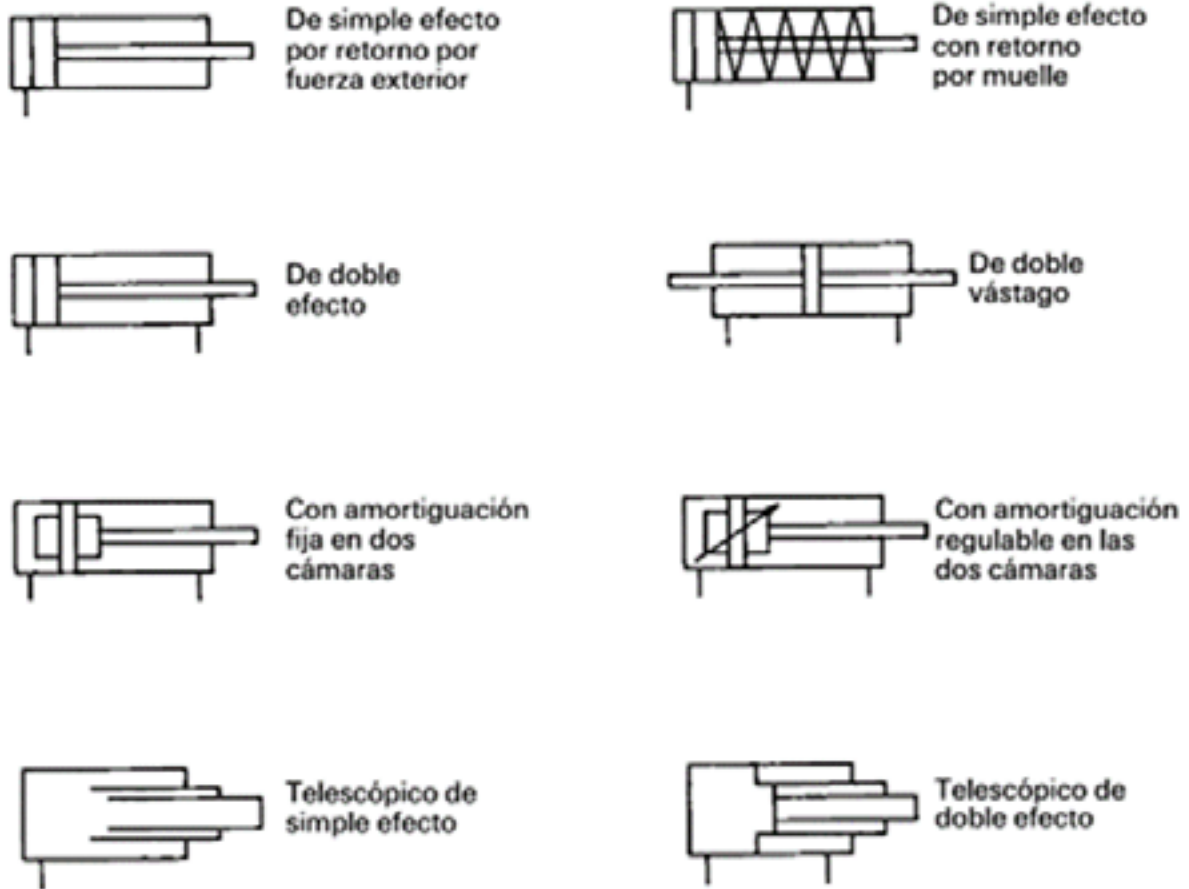 De simple efecto
por retorno por
fuerza exterior
De simple efecto
con retorno
por muelle
De doble
efecto
De doble
vástago
Con amortiguación
fija en dos
cámaras
Con amortiguación
regulable en las
dos cámaras
Telescópico de
simple efecto
Telescópico de
doble efecto